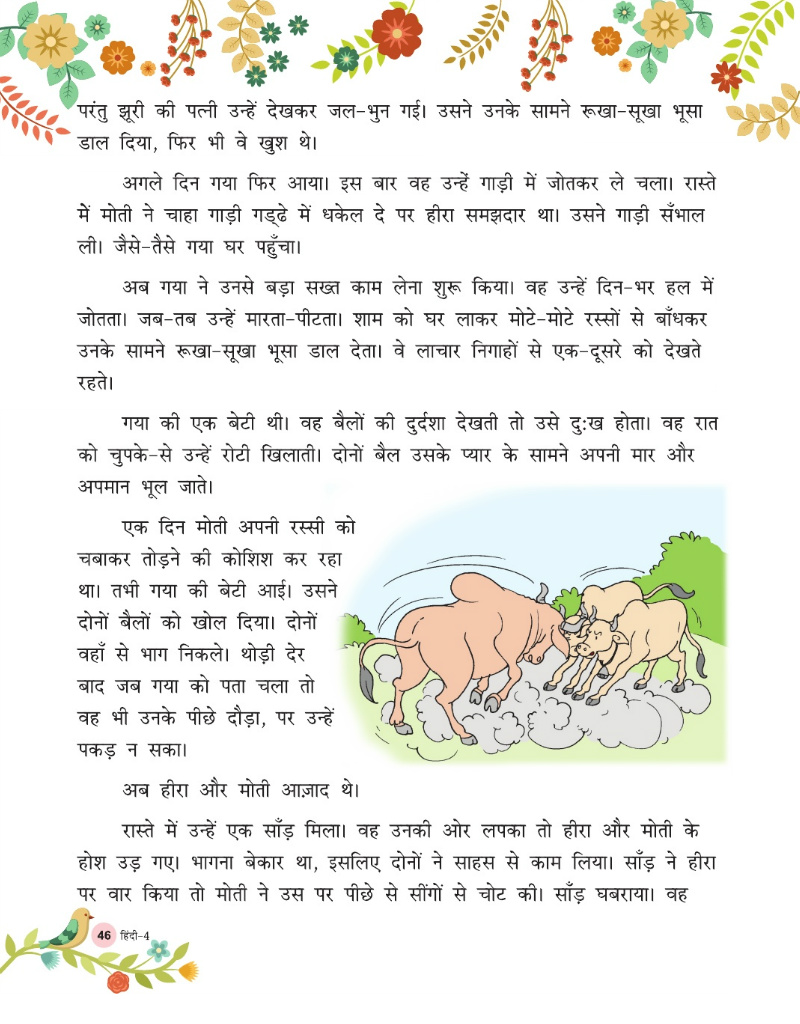 परंतु झूरी की पत्नी उन्हें देखकर जल-भुन गई। उसने उनके सामने रूखा-सूखा भूसा
डाल दिया, फिर भी वे खुश थे।
अगले दिन गया फिर आया। इस बार वह उन्हें गाड़ी में जोतकर ले चला। रास्ते
में मोती ने चाहा गाड़ी गड्ढे में धकेल दे पर हीरा समझदार था। उसने गाड़ी सँभाल
ली। जैसे-तैसे गया घर पहुँचा।
अब गया ने उनसे बड़ा सख्त काम लेना शुरू किया। वह उन्हें दिन-भर हल में
जोतता। जब-तब उन्हें मारता-पीटता। शाम को घर लाकर मोटे-मोटे रस्सों से बाँधकर
उनके सामने रूखा-सूखा भूसा डाल देता। वे लाचार निगाहों से एक-दूसरे को देखते
रहते।
गया की एक बेटी थी। वह बैलों की दुर्दशा देखती तो उसे दु:ख होता। वह रात
को चुपके-से उन्हें रोटी खिलाती। दोनों बैल उसके प्यार के सामने अपनी मार और
अपमान भूल जाते।
एक दिन मोती अपनी रस्सी को
चबाकर तोड़ने की कोशिश कर रहा
था। तभी गया की बेटी आई। उसने
दोनों बैलों को खोल दिया। दोनों
वहाँ से भाग निकले। थोड़ी देर
बाद जब गया को पता चला तो
वह भी उनके पीछे दौड़ा, पर उन्हें
पकड़ न सका।
अब हीरा और मोती आज़ाद थे।
रास्ते में उन्हें एक साँड़ मिला। वह उनकी ओर लपका तो हीरा और मोती के
होश उड़ गए। भागना बेकार था, इसलिए दोनों ने साहस से काम लिया। साँड़ ने हीरा
पर वार किया तो मोती ने उस पर पीछे से सींगों से चोट की। साँड़ घबराया। वह
46 हिंदी-4